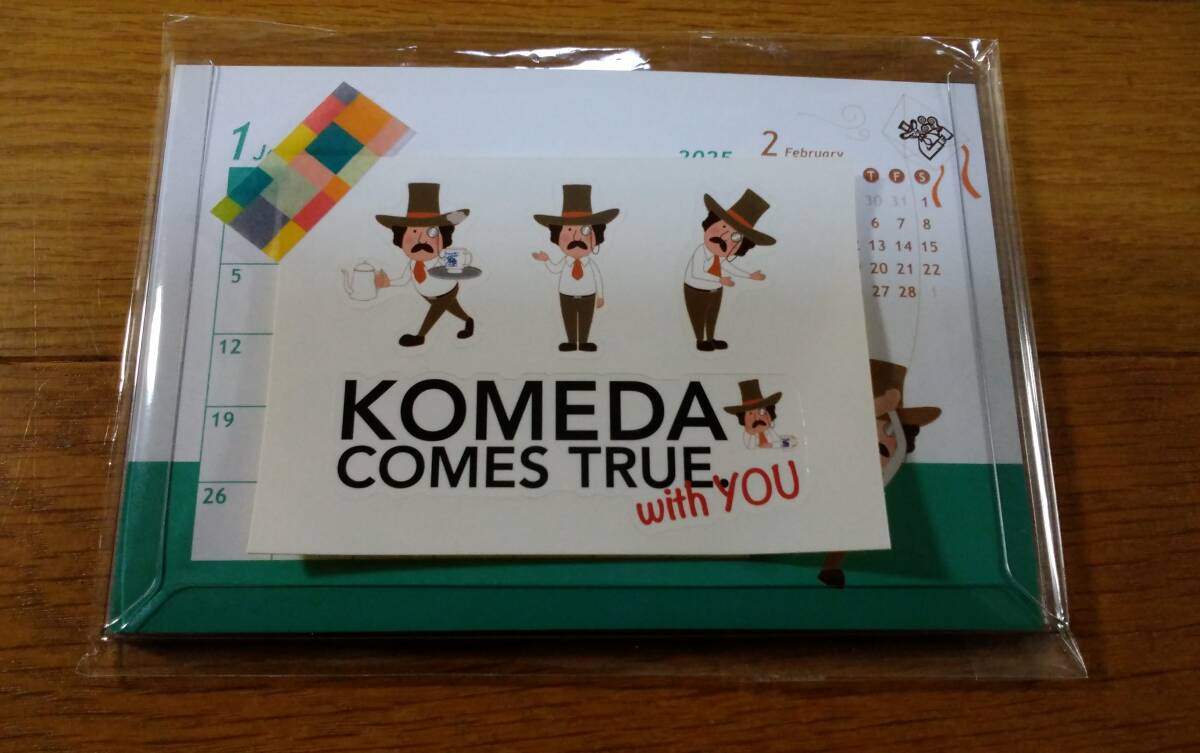 1
2025
2 February
T F S
30 31 1
6 7 8
13 14 15
20 21 22
27 28 1
5
12
19
26
KOMEDA
COMES TRUE.
with YOU